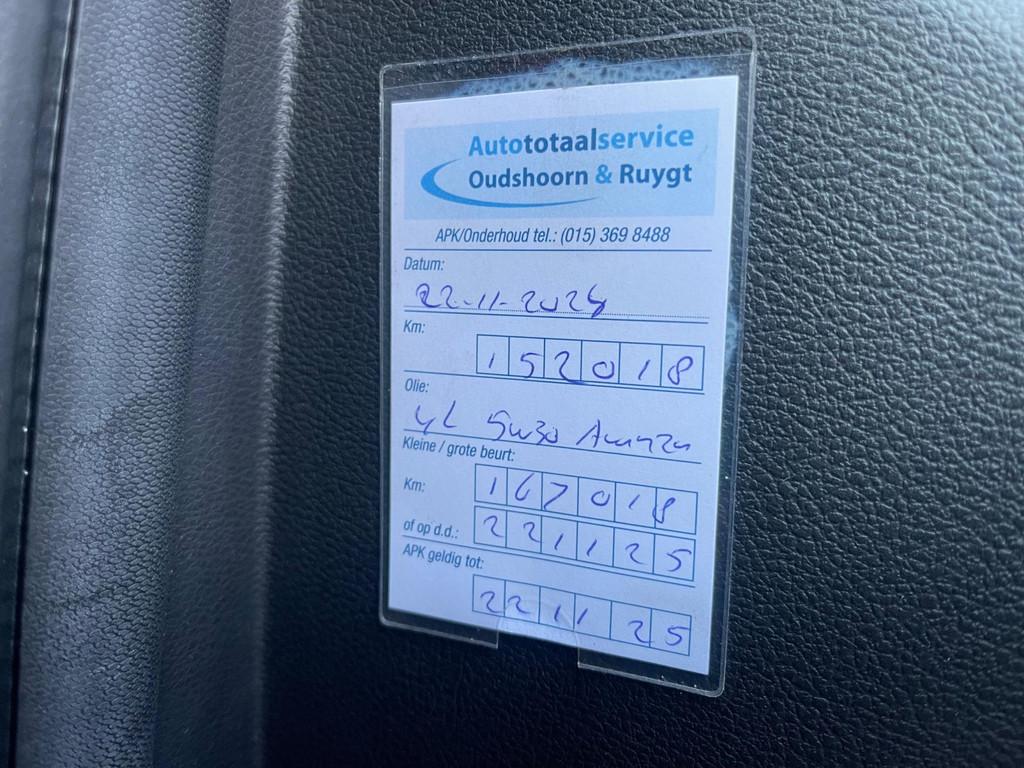 Autototaalservice
Oudshoorn & Ruygt
APK/Onderhoud tel.: (015) 369 8488
Datum:
22-11-2024
Km:
152018
Olie:
4L 5w30
Kleine / grote beurt:
Km: 167018
of op d.d.: 221125
APK geldig tot:
221125